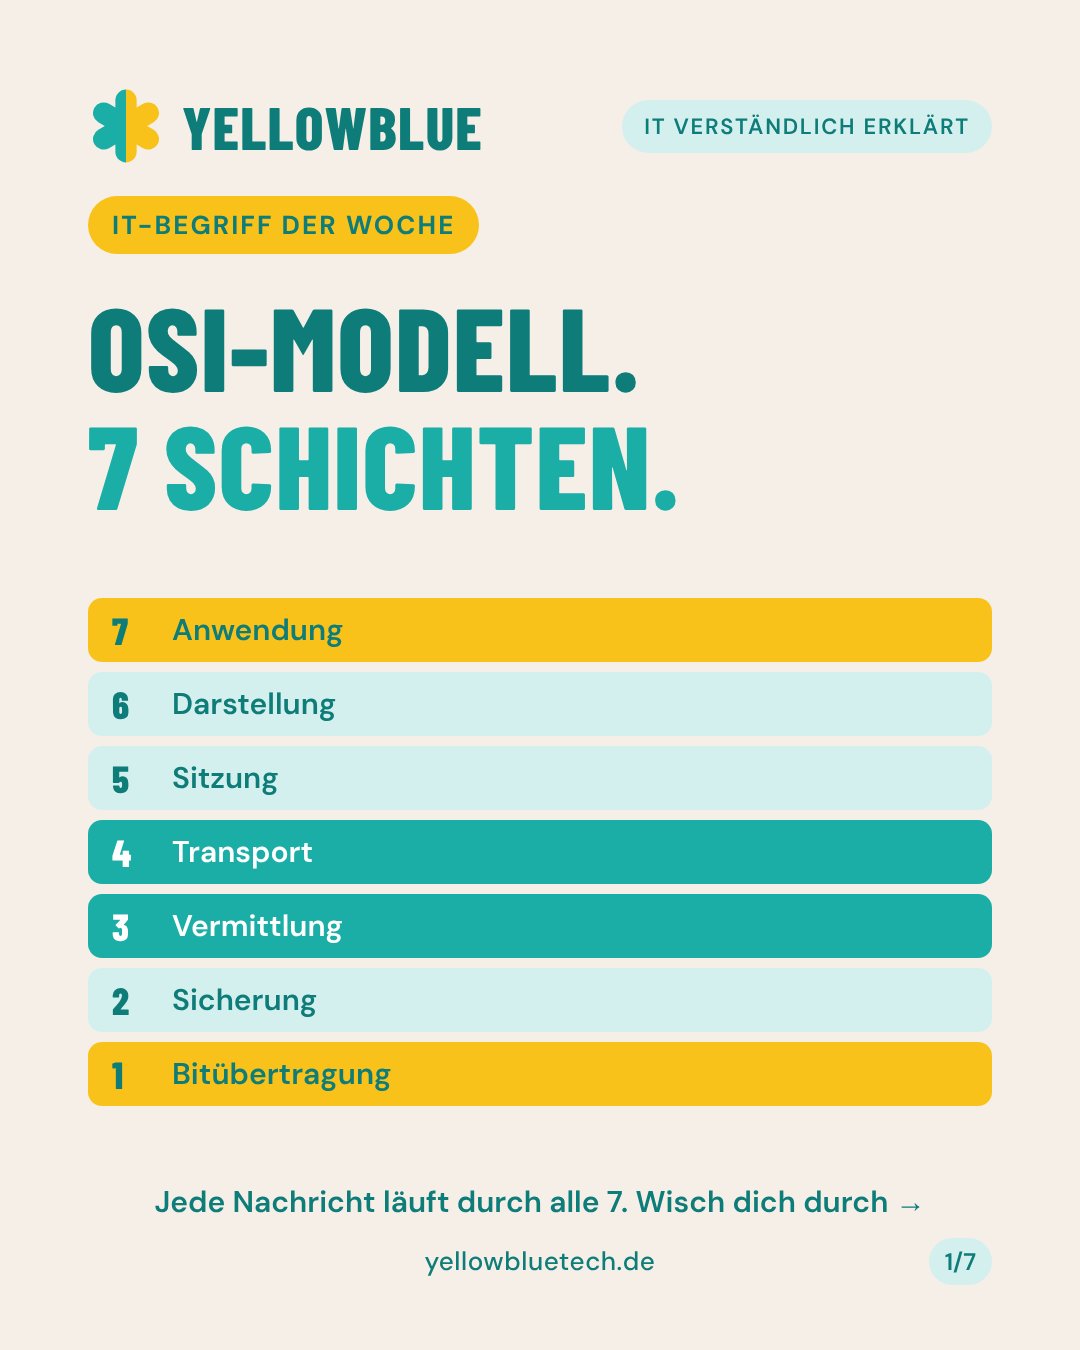 YELLOWBLUE
IT VERSTÄNDLICH ERKLÄRT
IT-BEGRIFF DER WOCHE
OSI-MODELL.
7 SCHICHTEN.
7 Anwendung
6 Darstellung
5 Sitzung
4 Transport
3 Vermittlung
2 Sicherung
1 Bitübertragung
Jede Nachricht läuft durch alle 7. Wisch dich durch →
yellowbluetech.de
1/7